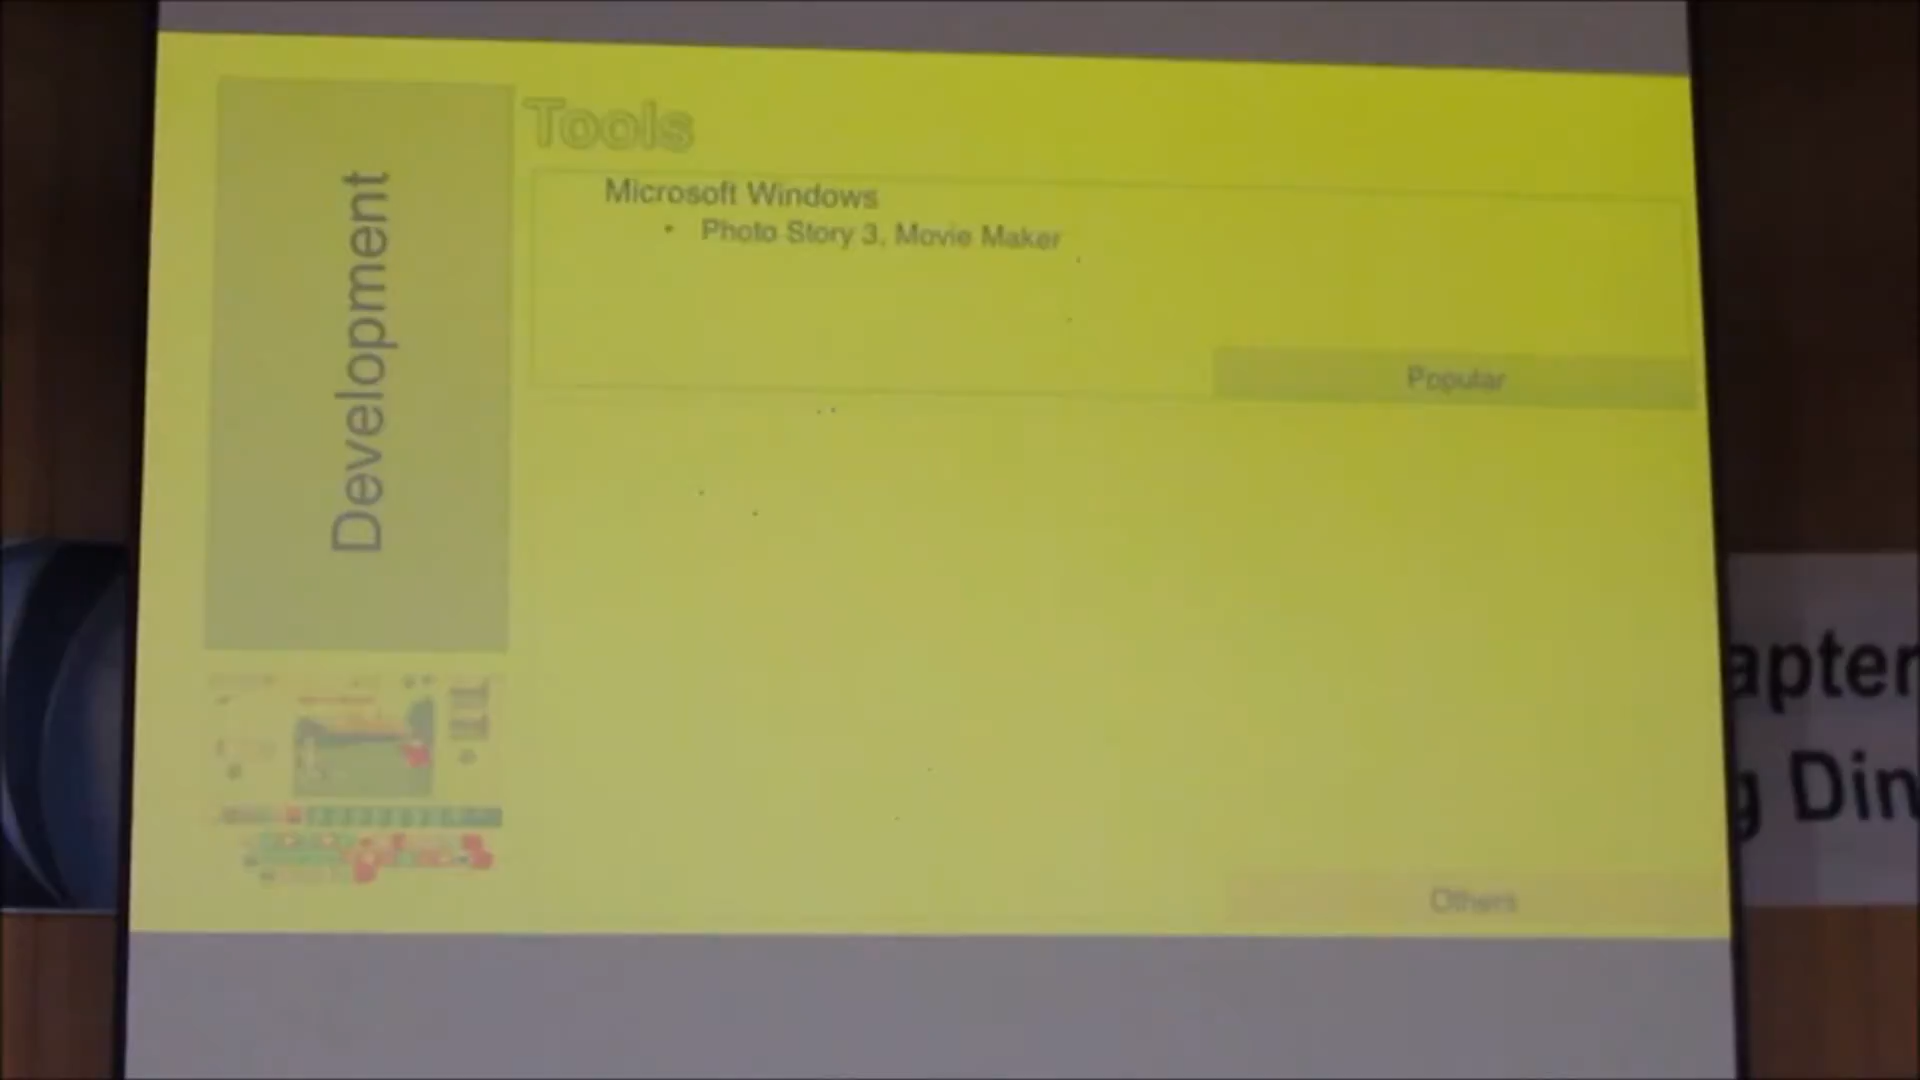 Development
Tools
Microsoft Windows
• Photo Story 3, Movie Maker
Popular
Others
apter
g Din